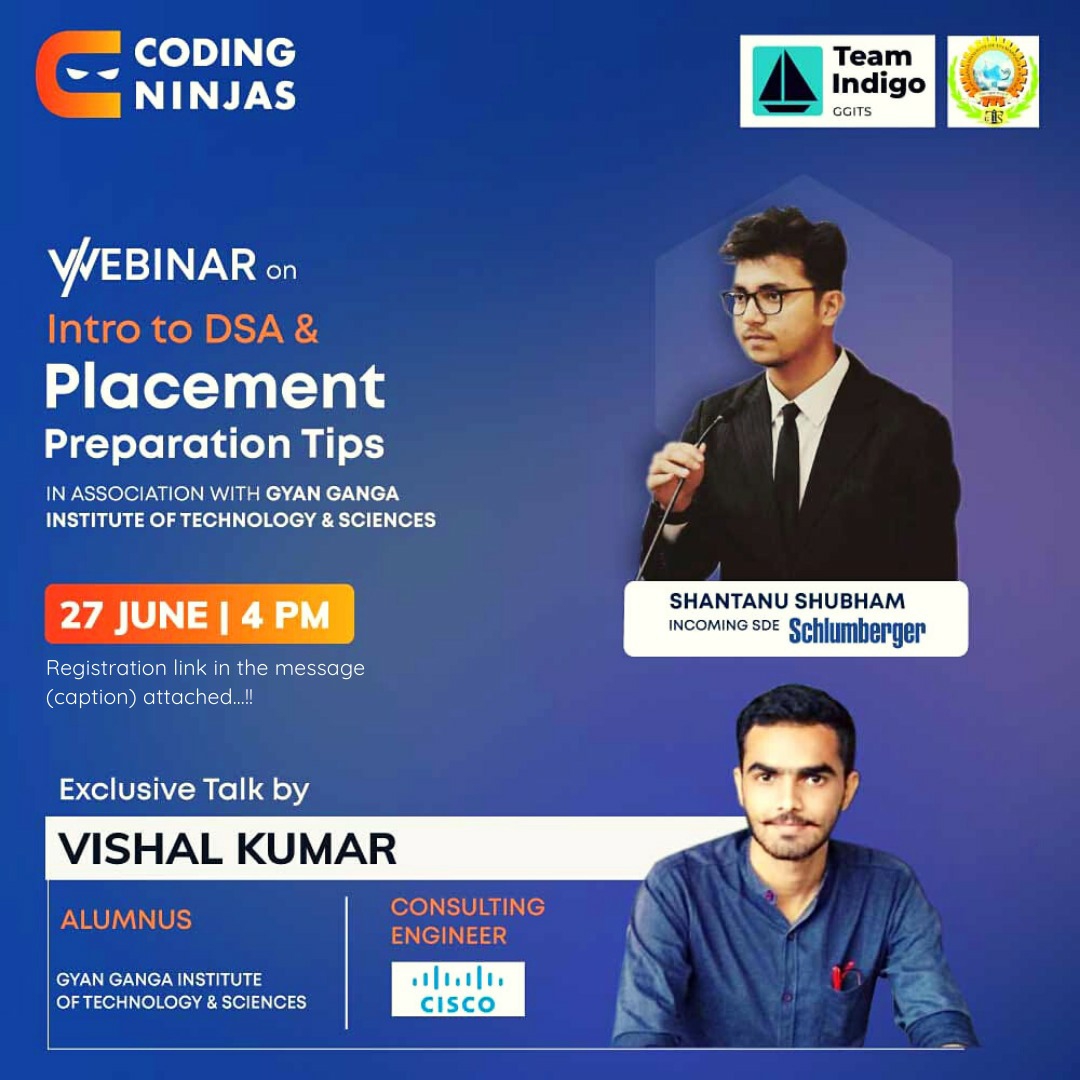 CODING
NINJAS
Team
Indigo
GGITS
WEBINAR on
Intro to DSA &
Placement
Preparation Tips
IN ASSOCIATION WITH GYAN GANGA
INSTITUTE OF TECHNOLOGY & SCIENCES
27 JUNE | 4 PM
Registration link in the message
(caption) attached...!!
SHANTANU SHUBHAM
INCOMING SDE Schlumberger
Exclusive Talk by
VISHAL KUMAR
ALUMNUS
GYAN GANGA INSTITUTE
OF TECHNOLOGY & SCIENCES
CONSULTING
ENGINEER
CISCO